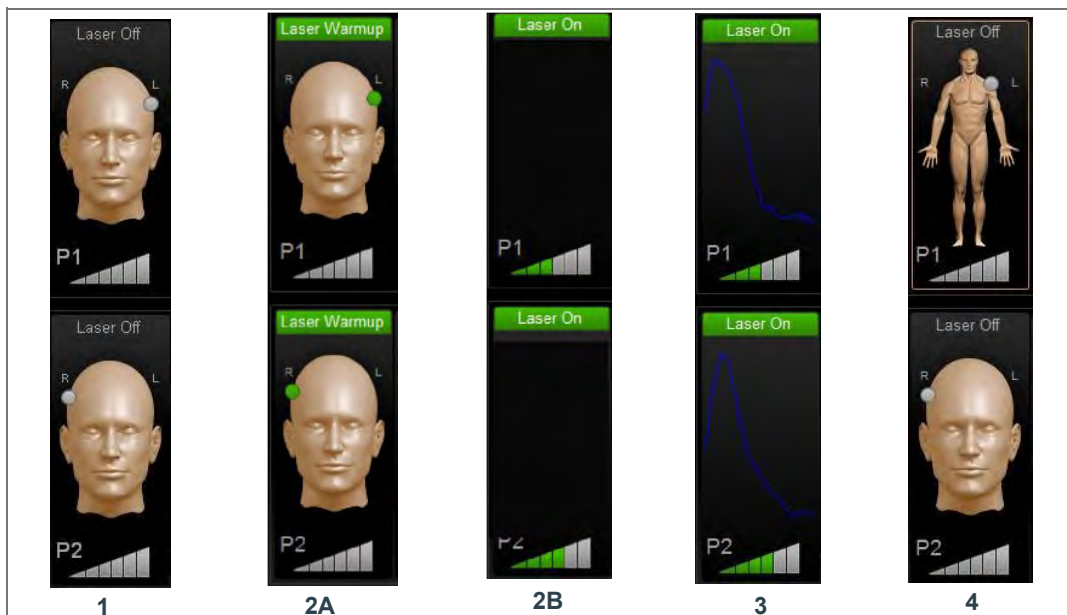 Laser Off
R L
P1
Laser Warmup
R L
P1
Laser On
P1
Laser On
P1
Laser Off
R L
P1
Laser Off
R L
P2
Laser Warmup
R L
P2
Laser On
P2
Laser On
P2
Laser Off
R L
P2
1 2A 2B 3 4